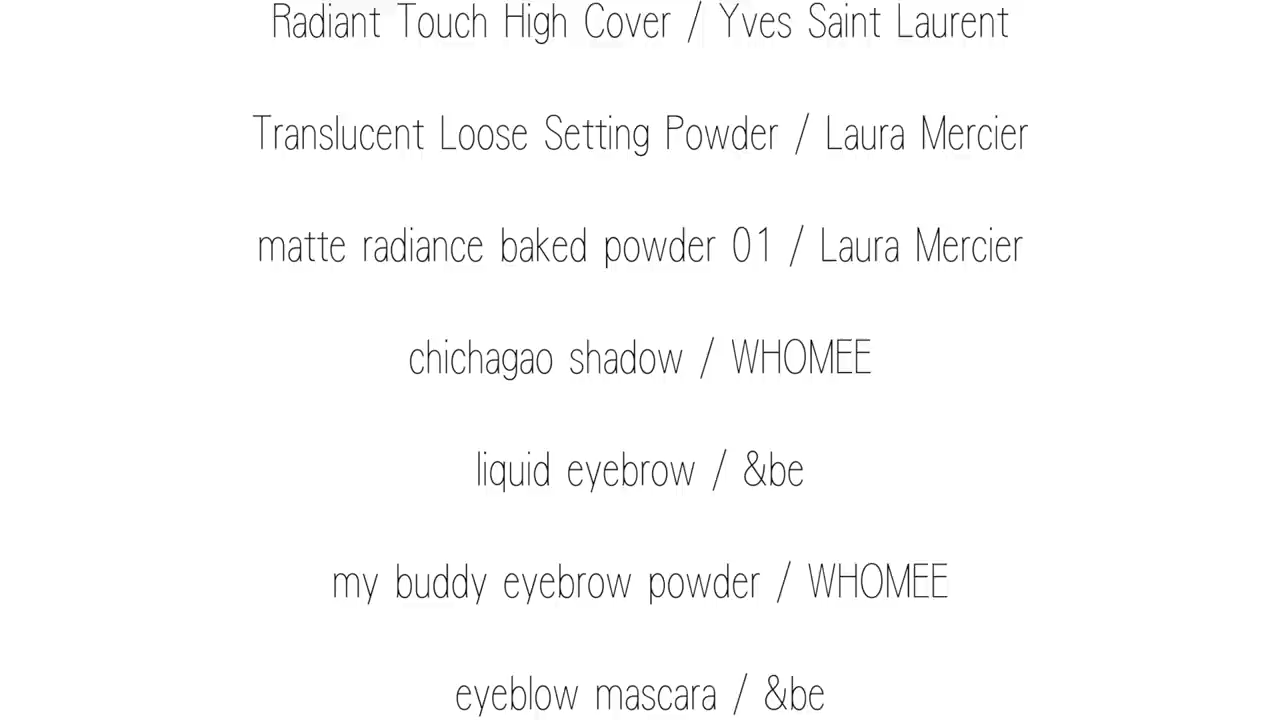 Radiant Touch High Cover / Yves Saint Laurent
Translucent Loose Setting Powder / Laura Mercier
matte radiance baked powder 01 / Laura Mercier
chichagao shadow / WHOMEE
liquid eyebrow / &be
my buddy eyebrow powder / WHOMEE
eyeblow mascara / &be